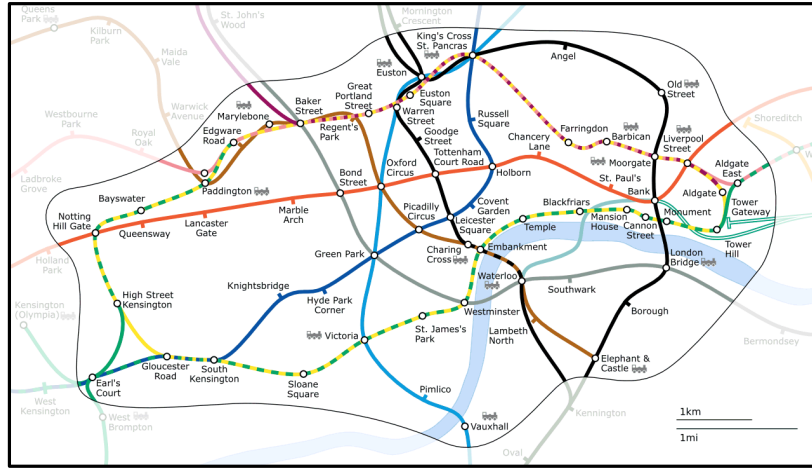 Queens
Park
Kilburn
Park
St. John's
Wood
Mornington
Crescent
King's Cross
St. Pancras
Maida
Vale
Euston
Angel
Great
Portland
Street
Euston
Square
Old
Street
Baker
Street
Marylebone
Warren
Street
Warwick
Avenue
Regent's
Park
Russell
Square
Shoreditch
Westbourne
Park
Royal
Oak
Edgware
Road
Goodge
Street
Farringdon
Barbican
Liverpool
Street
Chancery
Lane
Tottenham
Court Road
Moorgate
Aldgate
East
Ladbroke
Grove
Paddington
Bond
Street
Oxford
Circus
Holborn
St. Paul's
Aldgate
Bayswater
Bank
Tower
Gateway
Notting
Hill Gate
Queensway
Lancaster
Gate
Marble
Arch
Picadilly
Circus
Covent
Garden
Leicester
Square
Blackfriars
Mansion
House
Cannon
Street
Monument
Temple
Tower
Hill
Holland
Park
Green Park
Charing
Cross
Embankment
London
Bridge
Waterloo
Kensington
(Olympia)
High Street
Kensington
Knightsbridge
Hyde Park
Corner
Southwark
Westminster
Borough
Bermondsey
St. James's
Park
Lambeth
North
Victoria
Gloucester
Road
South
Kensington
Sloane
Square
Elephant &
Castle
West
Kensington
Earl's
Court
Pimlico
West
Brompton
Vauxhall
Kennington
Oval
1km
1mi